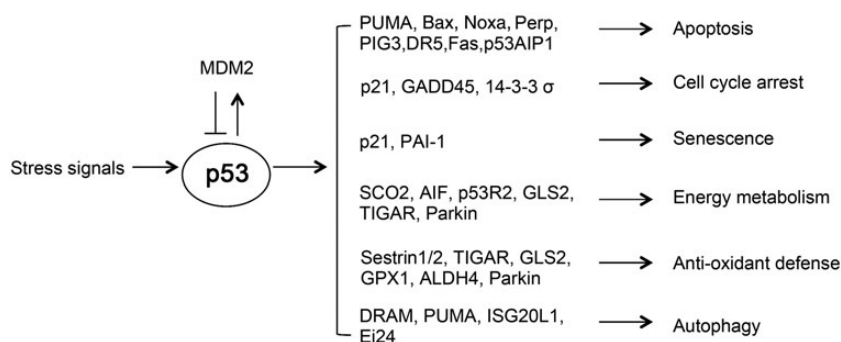 PUMA, Bax, Noxa, Perp,
PIG3,DR5,Fas,p53AIP1
Apoptosis
MDM2
p21, GADD45, 14-3-3 σ
Cell cycle arrest
p21, PAI-1
Senescence
Stress signals
p53
SCO2, AIF, p53R2, GLS2,
TIGAR, Parkin
Energy metabolism
Sestrin1/2, TIGAR, GLS2,
GPX1, ALDH4, Parkin
Anti-oxidant defense
DRAM, PUMA, ISG20L1,
Ei24
Autophagy